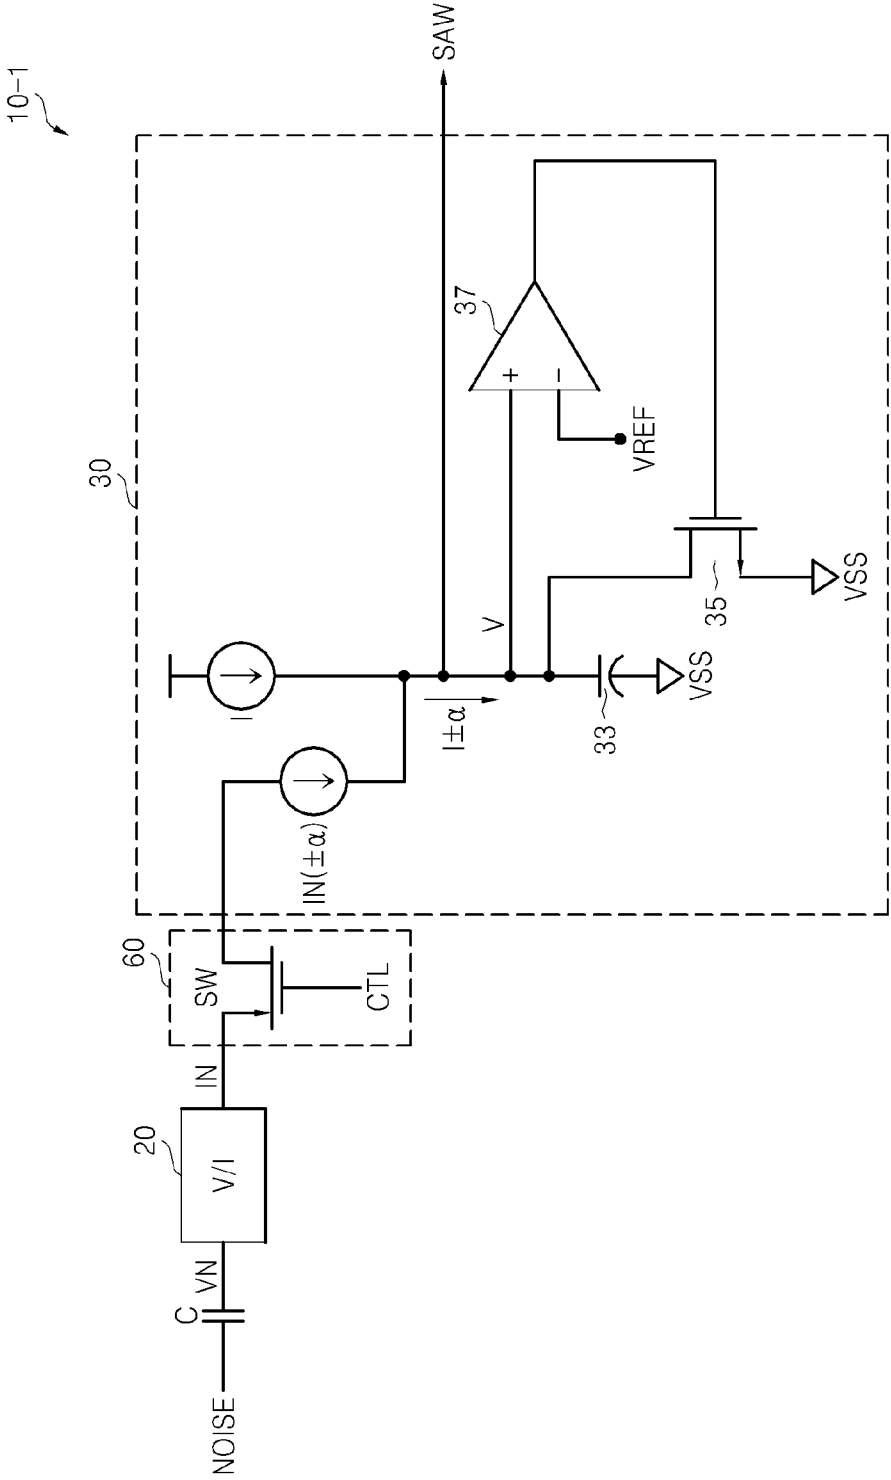 10-1
30
SAW
60
I
37
20
SW
IN(±α)
I±α
V
+
-
VREF
NOISE
C
VN
V/I
IN
CTL
33
VSS
35
VSS